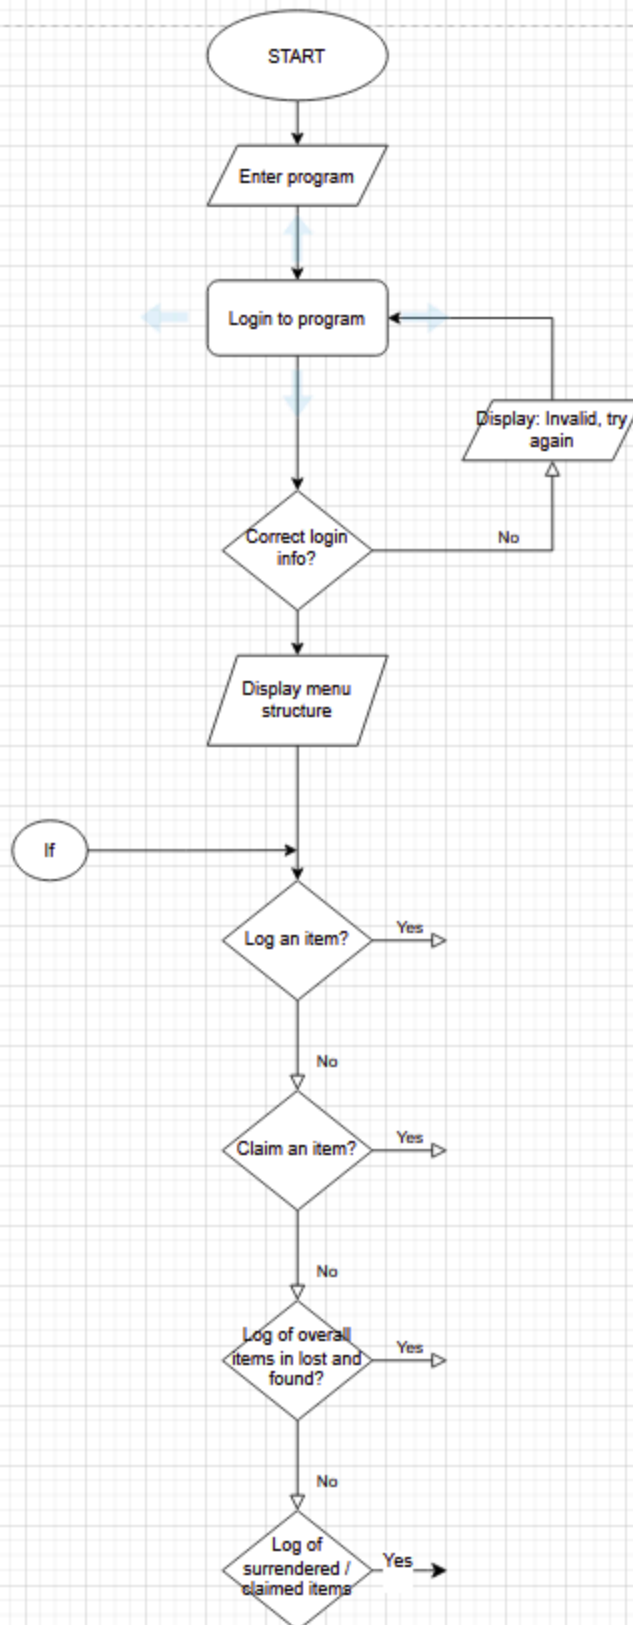 START
Enter program
Login to program
Display: Invalid, try
again
Correct login
info?
No
Display menu
structure
If
Log an item?
Yes
No
Claim an item?
Yes
No
Log of overall
items in lost and
found?
Yes
No
Log of
surrendered /
claimed items
Yes